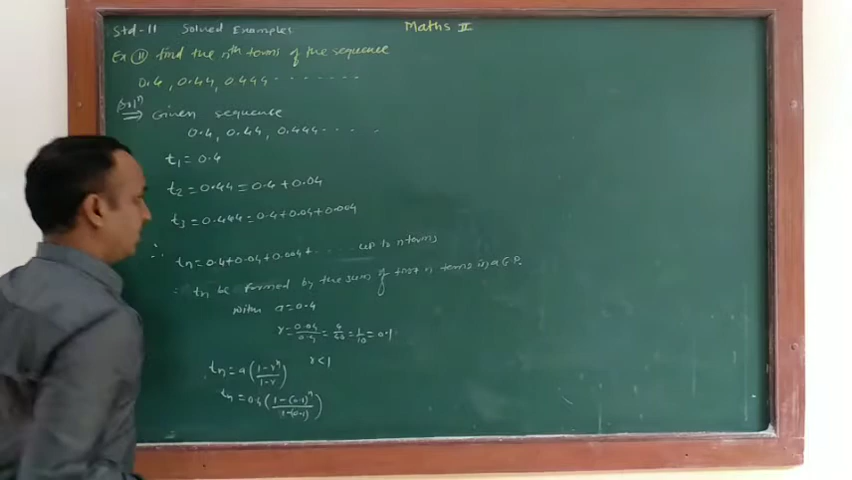 Std-11 Solved Examples Maths II
Ex (11) find the nth terms of the sequence
0.4, 0.44, 0.444 .......
Soln
⇒ Given sequence
0.4, 0.44, 0.444.....
t1 = 0.4
t2 = 0.44 = 0.4 + 0.04
t3 = 0.444 = 0.4 + 0.04 + 0.004
∴ tn = 0.4 + 0.04 + 0.004 + ..... up to n terms
∴ tn be formed by the sum of first n terms is a G.P.
with a = 0.4
r = 0.04/0.4 = 4/40 = 1/10 = 0.1
r < 1
∴ tn = a((1-r^n)/(1-r))
tn = 0.4((1-(0.1)^n)/(1-(0.1)))